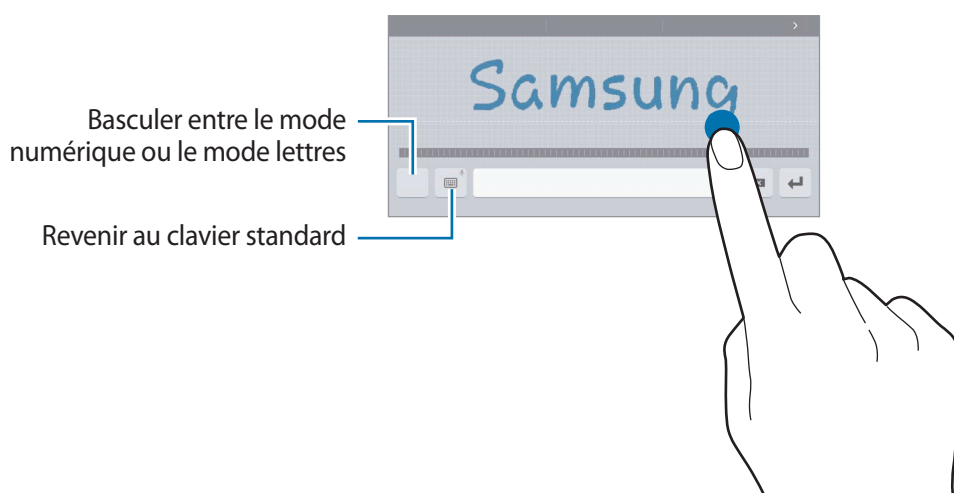 Samsung
Basculer entre le mode
numérique ou le mode lettres
Revenir au clavier standard